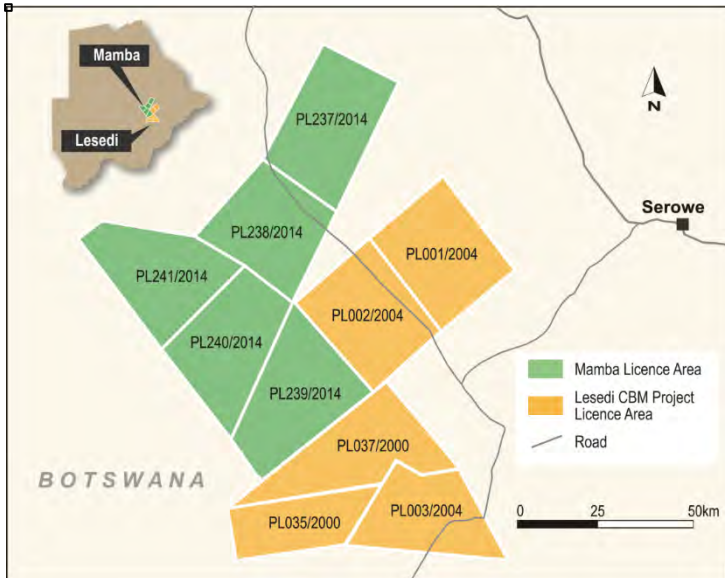 Mamba
Lesedi
N
Serowe
PL237/2014
PL238/2014
PL001/2004
PL241/2014
PL002/2004
PL240/2014
PL239/2014
PL037/2000
PL003/2004
PL035/2000
BOTSWANA
Mamba Licence Area
Lesedi CBM Project
Licence Area
Road
0 25 50km